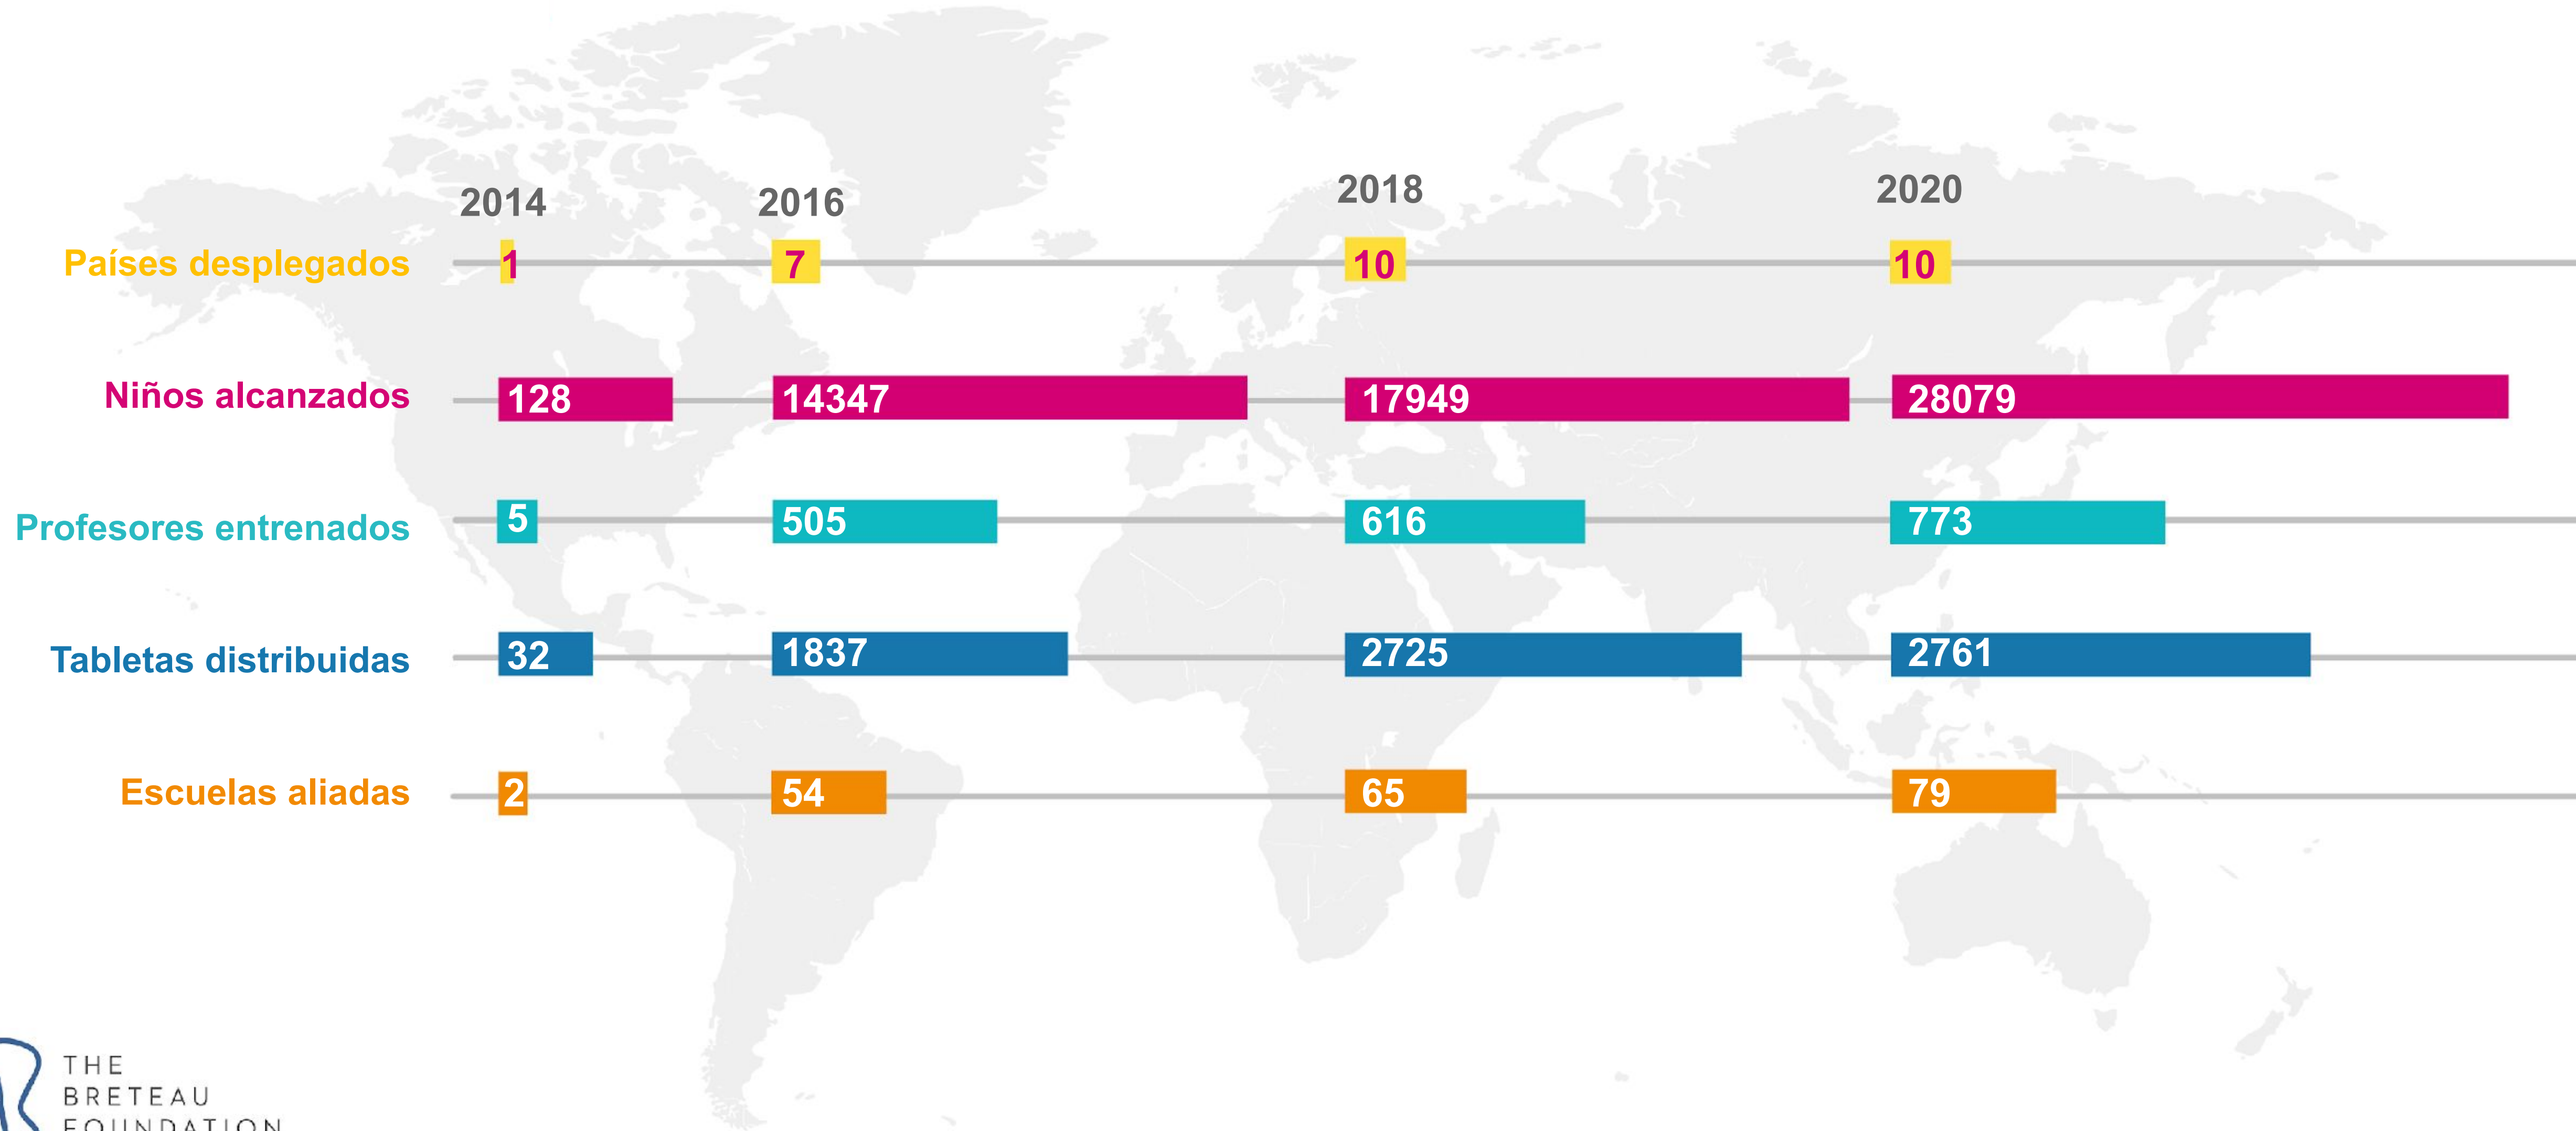 2014 2016 2018 2020
Países desplegados 1 7 10 10
Niños alcanzados 128 14347 17949 28079
Profesores entrenados 5 505 616 773
Tabletas distribuidas 32 1837 2725 2761
Escuelas aliadas 2 54 65 79
THE
BRETEAU
FOUNDATION